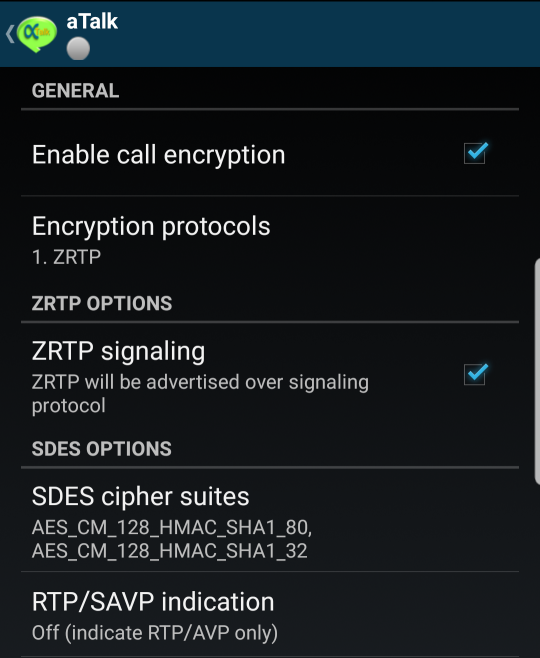 aTalk
GENERAL
Enable call encryption
Encryption protocols
1. ZRTP
ZRTP OPTIONS
ZRTP signaling
ZRTP will be advertised over signaling
protocol
SDES OPTIONS
SDES cipher suites
AES_CM_128_HMAC_SHA1_80,
AES_CM_128_HMAC_SHA1_32
RTP/SAVP indication
Off (indicate RTP/AVP only)